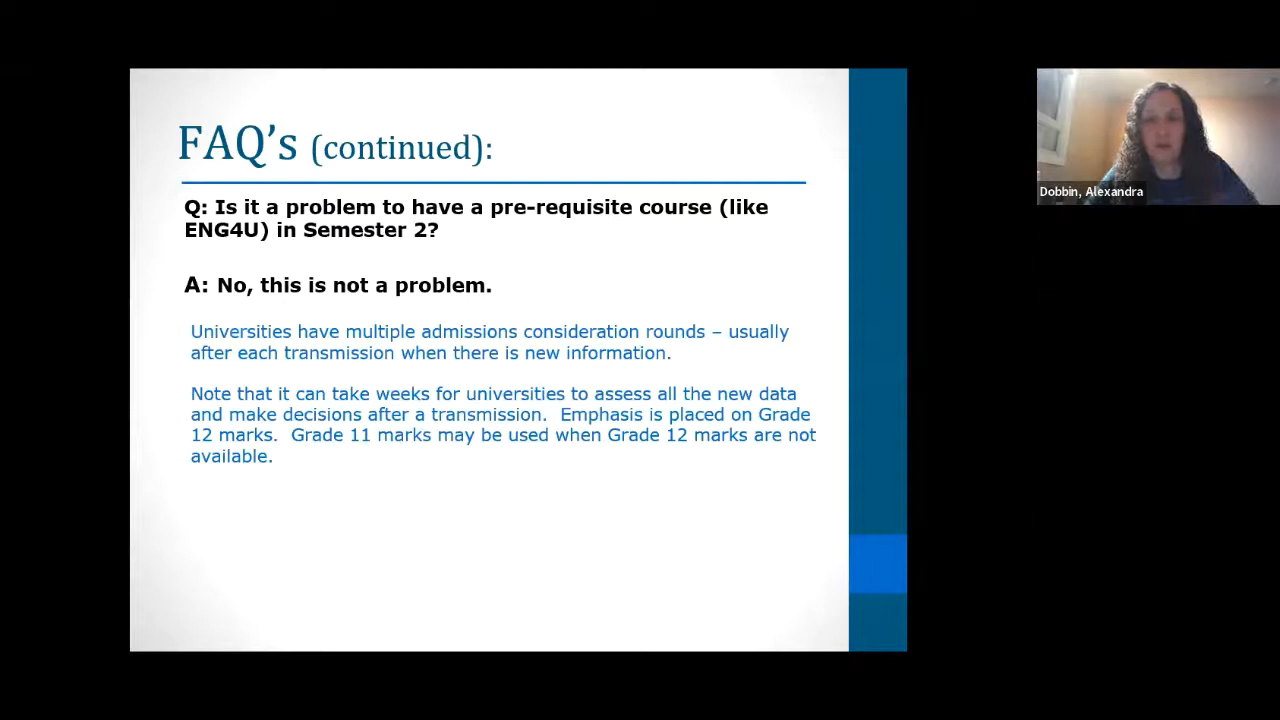 FAQ's (continued):
Q: Is it a problem to have a pre-requisite course (like
ENG4U) in Semester 2?
A: No, this is not a problem.
Universities have multiple admissions consideration rounds – usually
after each transmission when there is new information.
Note that it can take weeks for universities to assess all the new data
and make decisions after a transmission.  Emphasis is placed on Grade
12 marks.  Grade 11 marks may be used when Grade 12 marks are not
available.
Dobbin, Alexandra